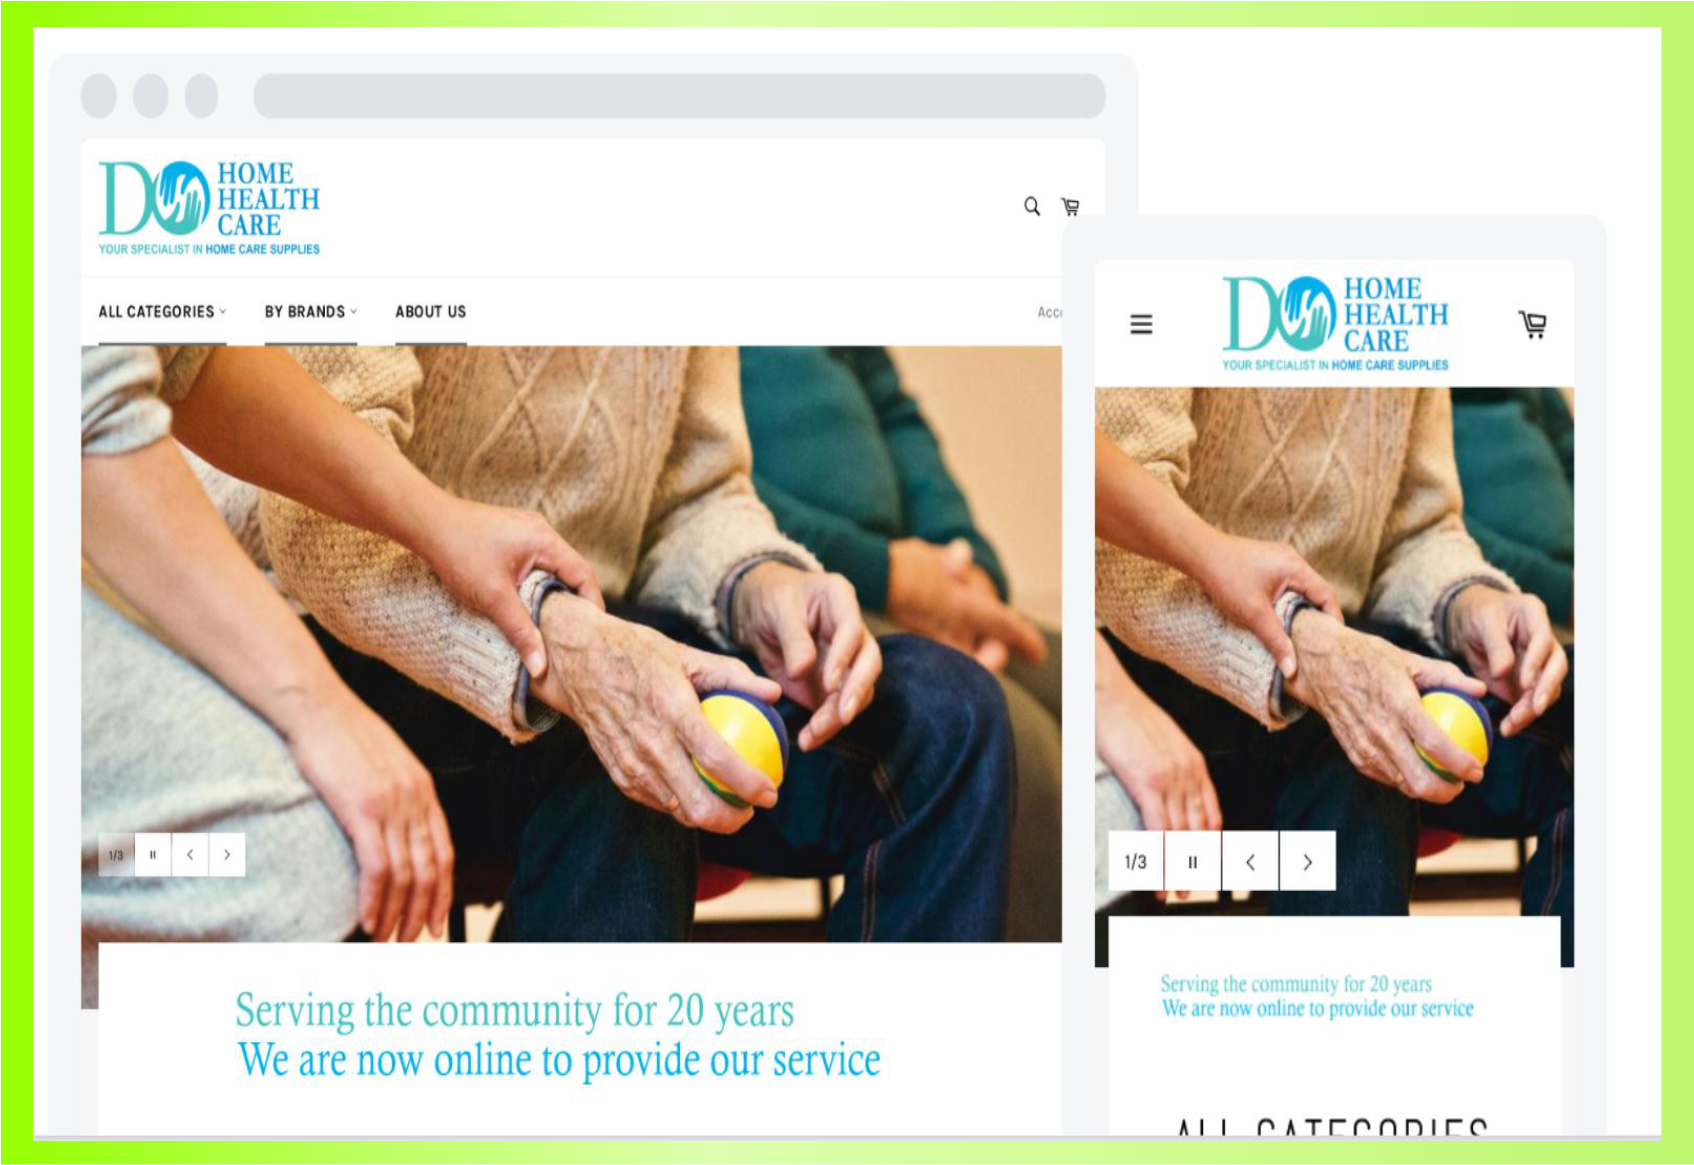 DO HOME
HEALTH
CARE
YOUR SPECIALIST IN HOME CARE SUPPLIES
ALL CATEGORIES
BY BRANDS
ABOUT US
1/3
Serving the community for 20 years
We are now online to provide our service
DO HOME
HEALTH
CARE
YOUR SPECIALIST IN HOME CARE SUPPLIES
1/3
Serving the community for 20 years
We are now online to provide our service
ALL CATEGORIES